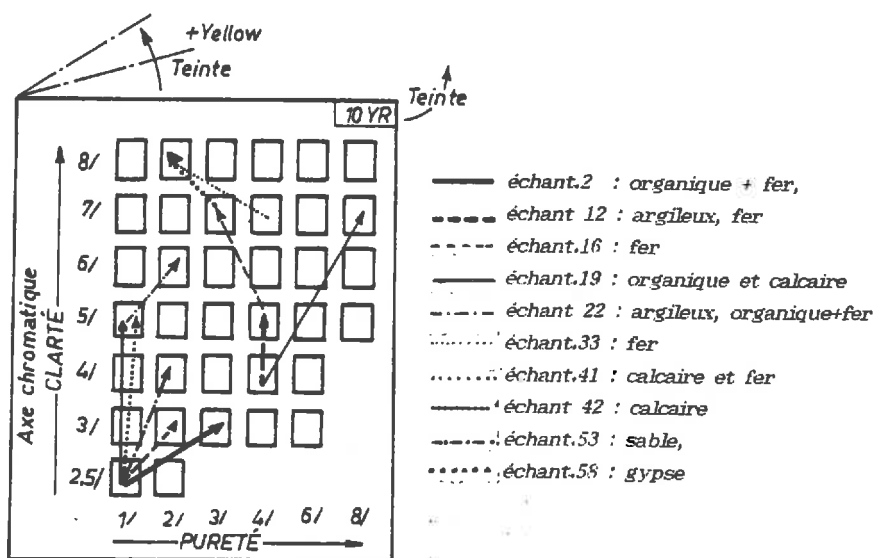 +Yellow
Teinte
Teinte
10 YR
8/
7/
6/
5/
4/
3/
2.5/
Axe chromatique
CLARTÉ
1/ 2/ 3/ 4/ 6/ 8/
PURETÉ
échant.2 : organique + fer,
échant 12 : argileux, fer
échant.16 : fer
échant.19 : organique et calcaire
échant 22 : argileux, organique+fer
échant.33 : fer
échant.41 : calcaire et fer
échant 42 : calcaire
échant.53 : sable,
échant.58 : gypse